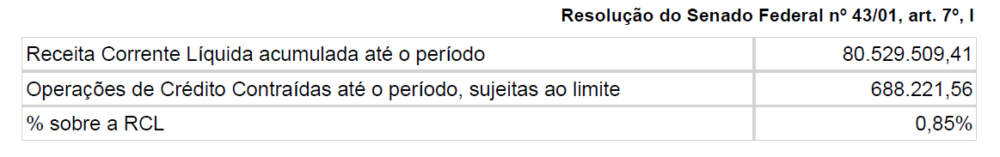 Resolução do Senado Federal nº 43/01, art. 7º, I
Receita Corrente Líquida acumulada até o período 80.529.509,41
Operações de Crédito Contraídas até o período, sujeitas ao limite 688.221,56
% sobre a RCL 0,85%